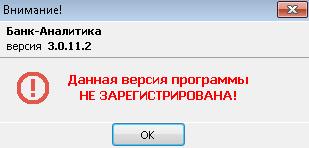 Внимание!
Банк-Аналитика
версия 3.0.11.2
Данная версия программы
НЕ ЗАРЕГИСТРИРОВАНА!
OK